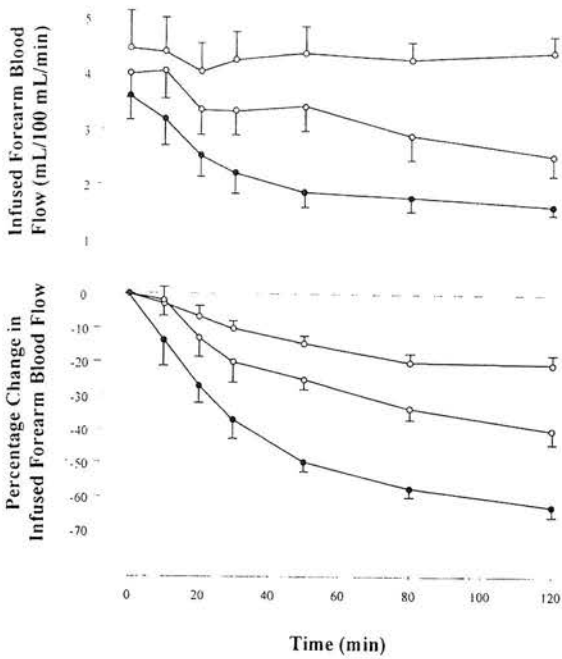 Infused Forearm Blood
Flow (mL/100 mL/min)
5
4
3
2
1
Percentage Change in
Infused Forearm Blood Flow
0
-10
-20
-30
-40
-50
-60
-70
0 20 40 60 80 100 120
Time (min)